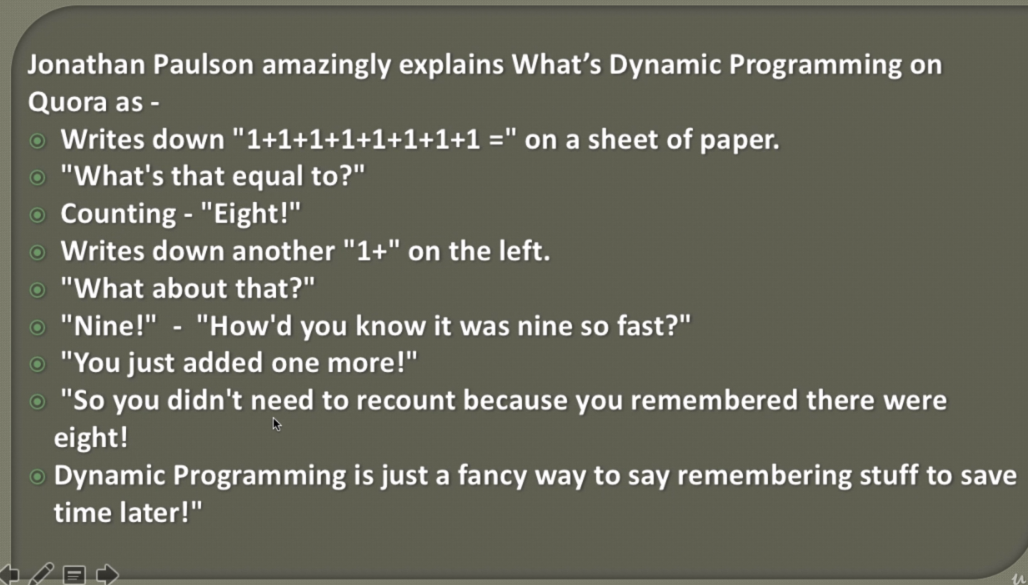 Jonathan Paulson amazingly explains What’s Dynamic Programming on
Quora as -
Writes down "1+1+1+1+1+1+1+1 =" on a sheet of paper.
"What's that equal to?"
Counting - "Eight!"
Writes down another "1+" on the left.
"What about that?"
"Nine!"  -  "How'd you know it was nine so fast?"
"You just added one more!"
"So you didn't need to recount because you remembered there were
eight!
Dynamic Programming is just a fancy way to say remembering stuff to save
time later!"